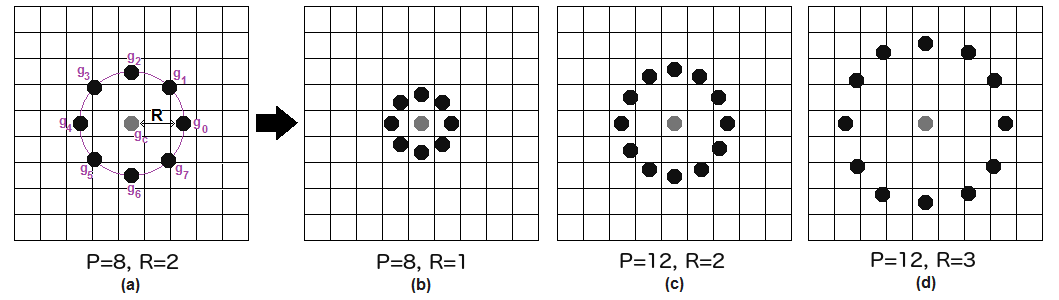 g2
g3 g1
g4 R g0
gc
g5 g7
g6
P=8, R=2 P=8, R=1 P=12, R=2 P=12, R=3
(a) (b) (c) (d)